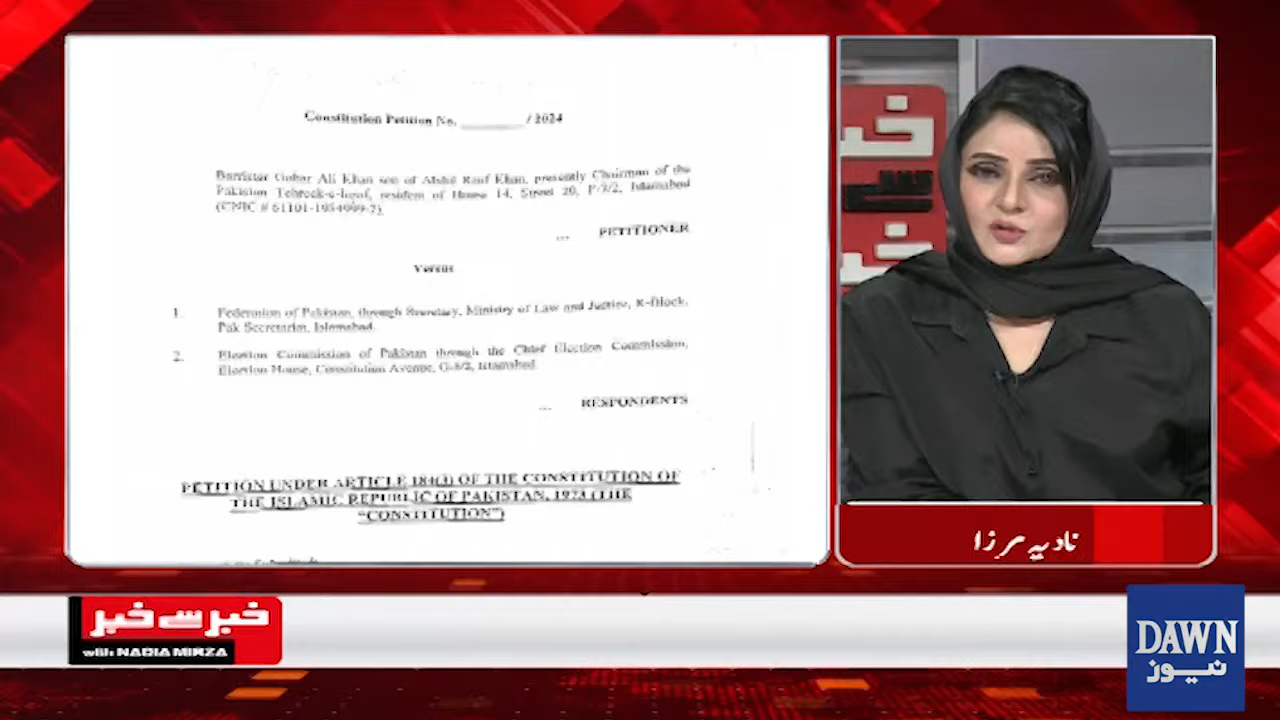 Constitution Petition No. ________ / 2024
Barrister Gohar Ali Khan son of Abdul Rauf Khan, presently Chairman of the
Pakistan Tehreek-e-Insaf, resident of House 14, Street 20, F-7/2, Islamabad
... PETITIONER
Versus
1. Federation of Pakistan, through Secretary, Ministry of Law and Justice, R-Block,
Pak Secretariat, Islamabad.
2. Election Commission of Pakistan through the Chief Election Commission,
Election House, Constitution Avenue, G-5/2, Islamabad
... RESPONDENTS
PETITION UNDER ARTICLE 184(3) OF THE CONSTITUTION OF
THE ISLAMIC REPUBLIC OF PAKISTAN, 1973 (THE
“CONSTITUTION”)
خبر
سے
خبر
نادیہ مرزا
خبر سے خبر
with NADIA MIRZA
DAWN
نیوز